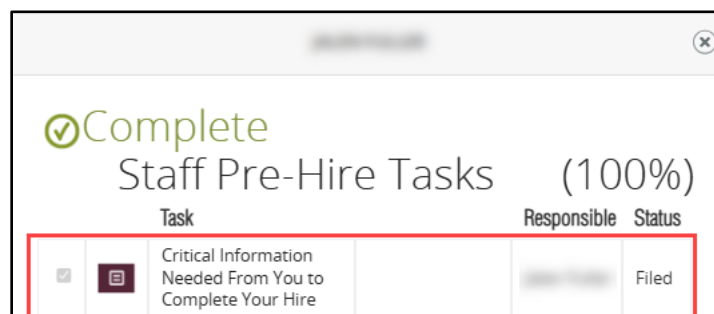 Complete
Staff Pre-Hire Tasks (100%)
Task Responsible Status
Critical Information
Needed From You to
Complete Your Hire
Filed